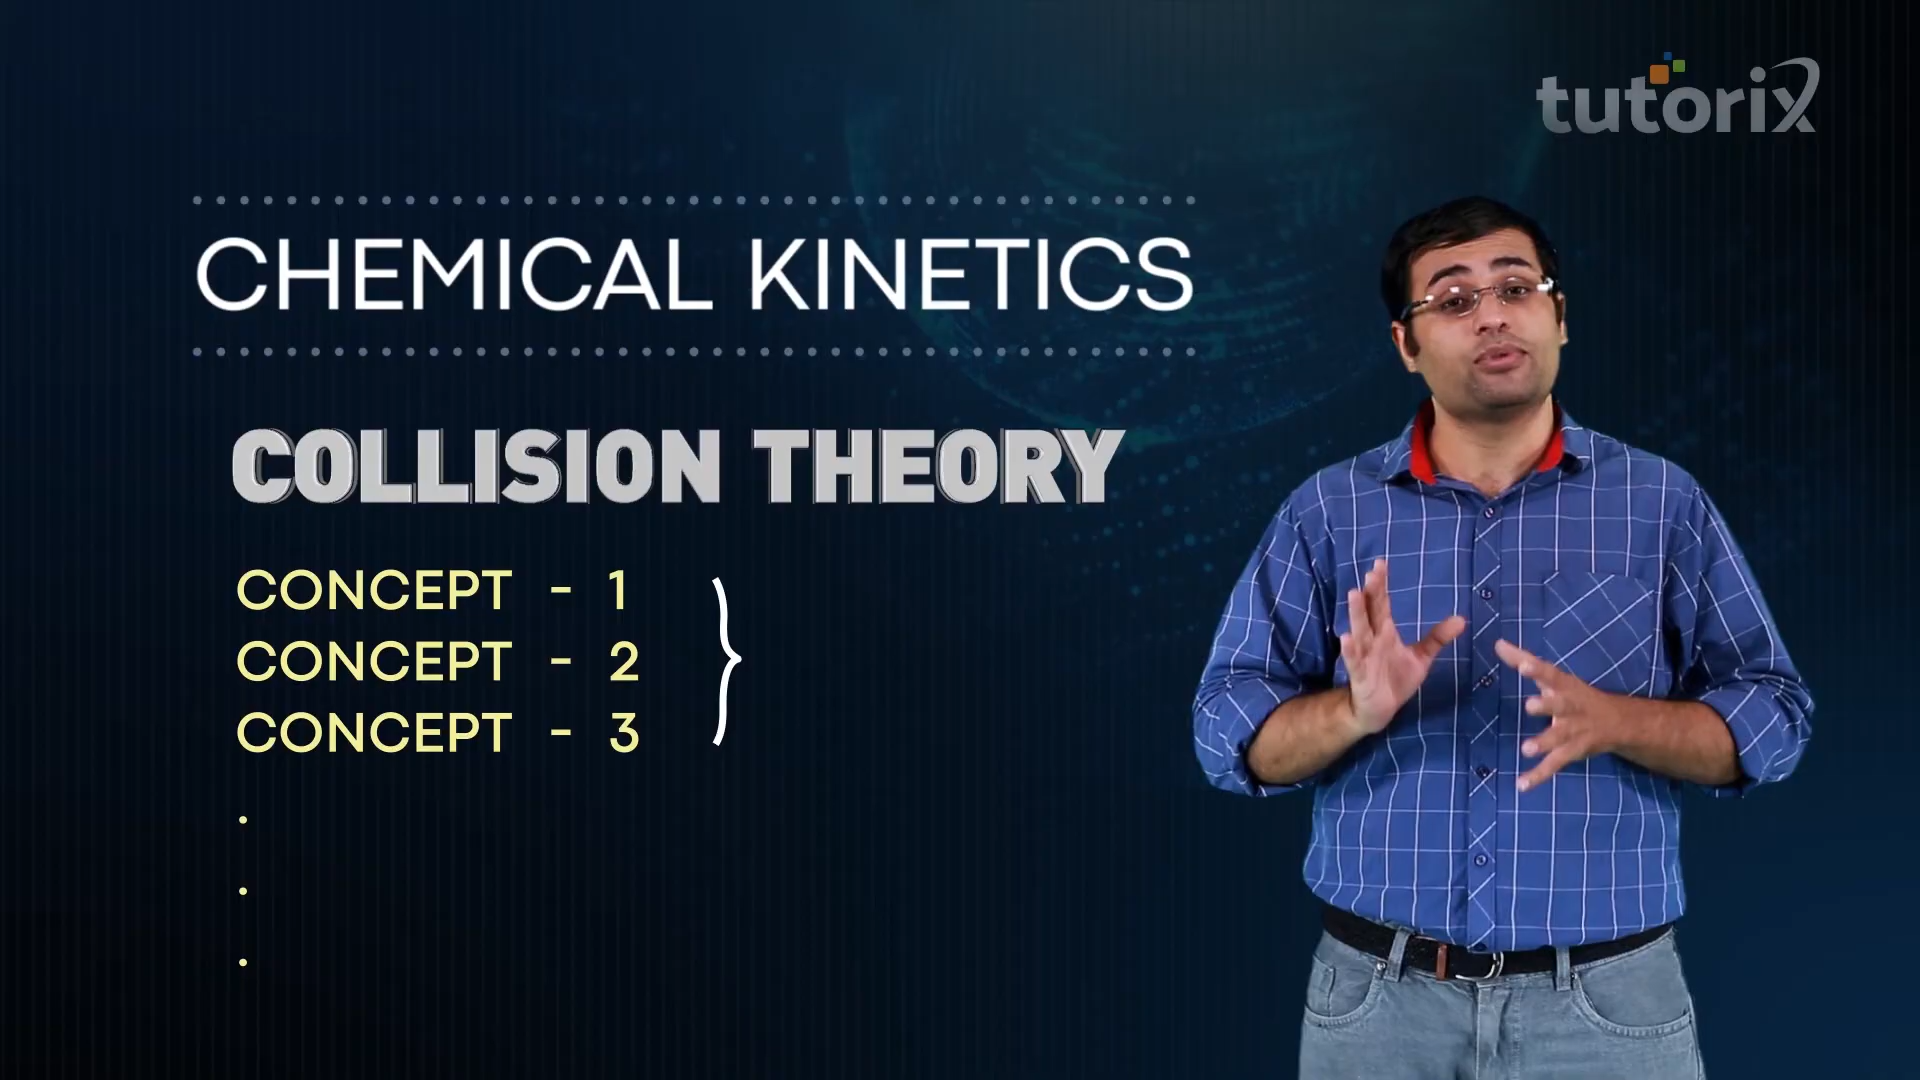 tutorix
CHEMICAL KINETICS
COLLISION THEORY
CONCEPT - 1
CONCEPT - 2
CONCEPT - 3
.
.
.